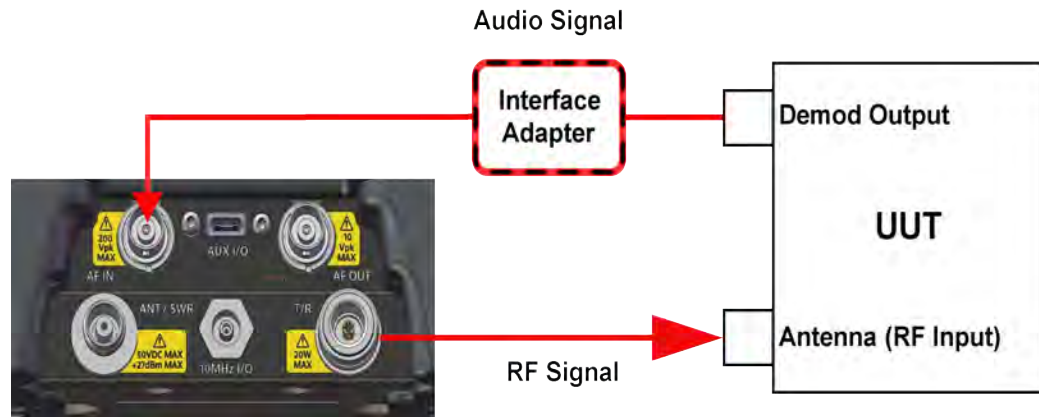 Audio Signal
Interface
Adapter
Demod Output
UUT
Antenna (RF Input)
RF Signal
200
Vpk
MAX
AF IN
AUX I/O
10
Vpk
MAX
AF OUT
ANT / SWR
60VDC MAX
+27dBm MAX
10MHz I/O
T/R
20W
MAX